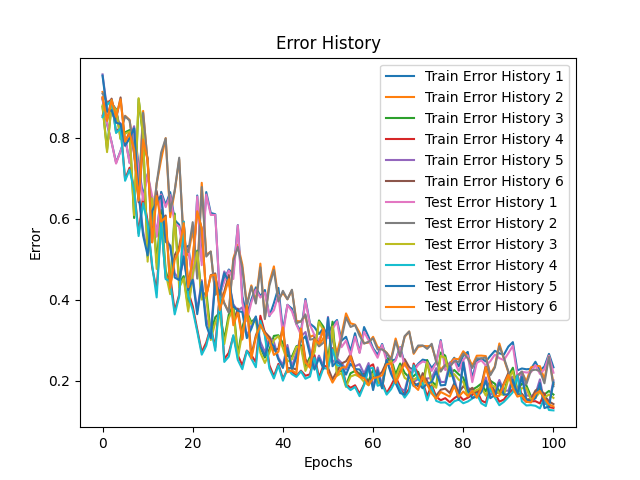 Error History
Error
0.8
0.6
0.4
0.2
Train Error History 1
Train Error History 2
Train Error History 3
Train Error History 4
Train Error History 5
Train Error History 6
Test Error History 1
Test Error History 2
Test Error History 3
Test Error History 4
Test Error History 5
Test Error History 6
0 20 40 60 80 100
Epochs